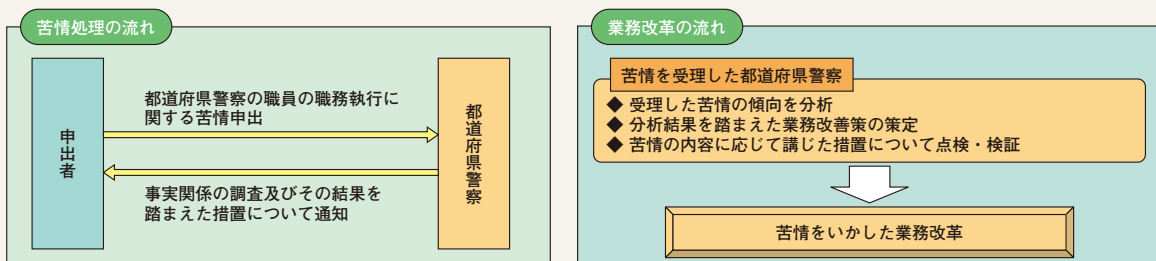 苦情処理の流れ
申出者
都道府県警察の職員の職務執行に
関する苦情申出
事実関係の調査及びその結果を
踏まえた措置について通知
都道府県警察
業務改革の流れ
苦情を受理した都道府県警察
◆ 受理した苦情の傾向を分析
◆ 分析結果を踏まえた業務改善策の策定
◆ 苦情の内容に応じて講じた措置について点検・検証
苦情をいかした業務改革